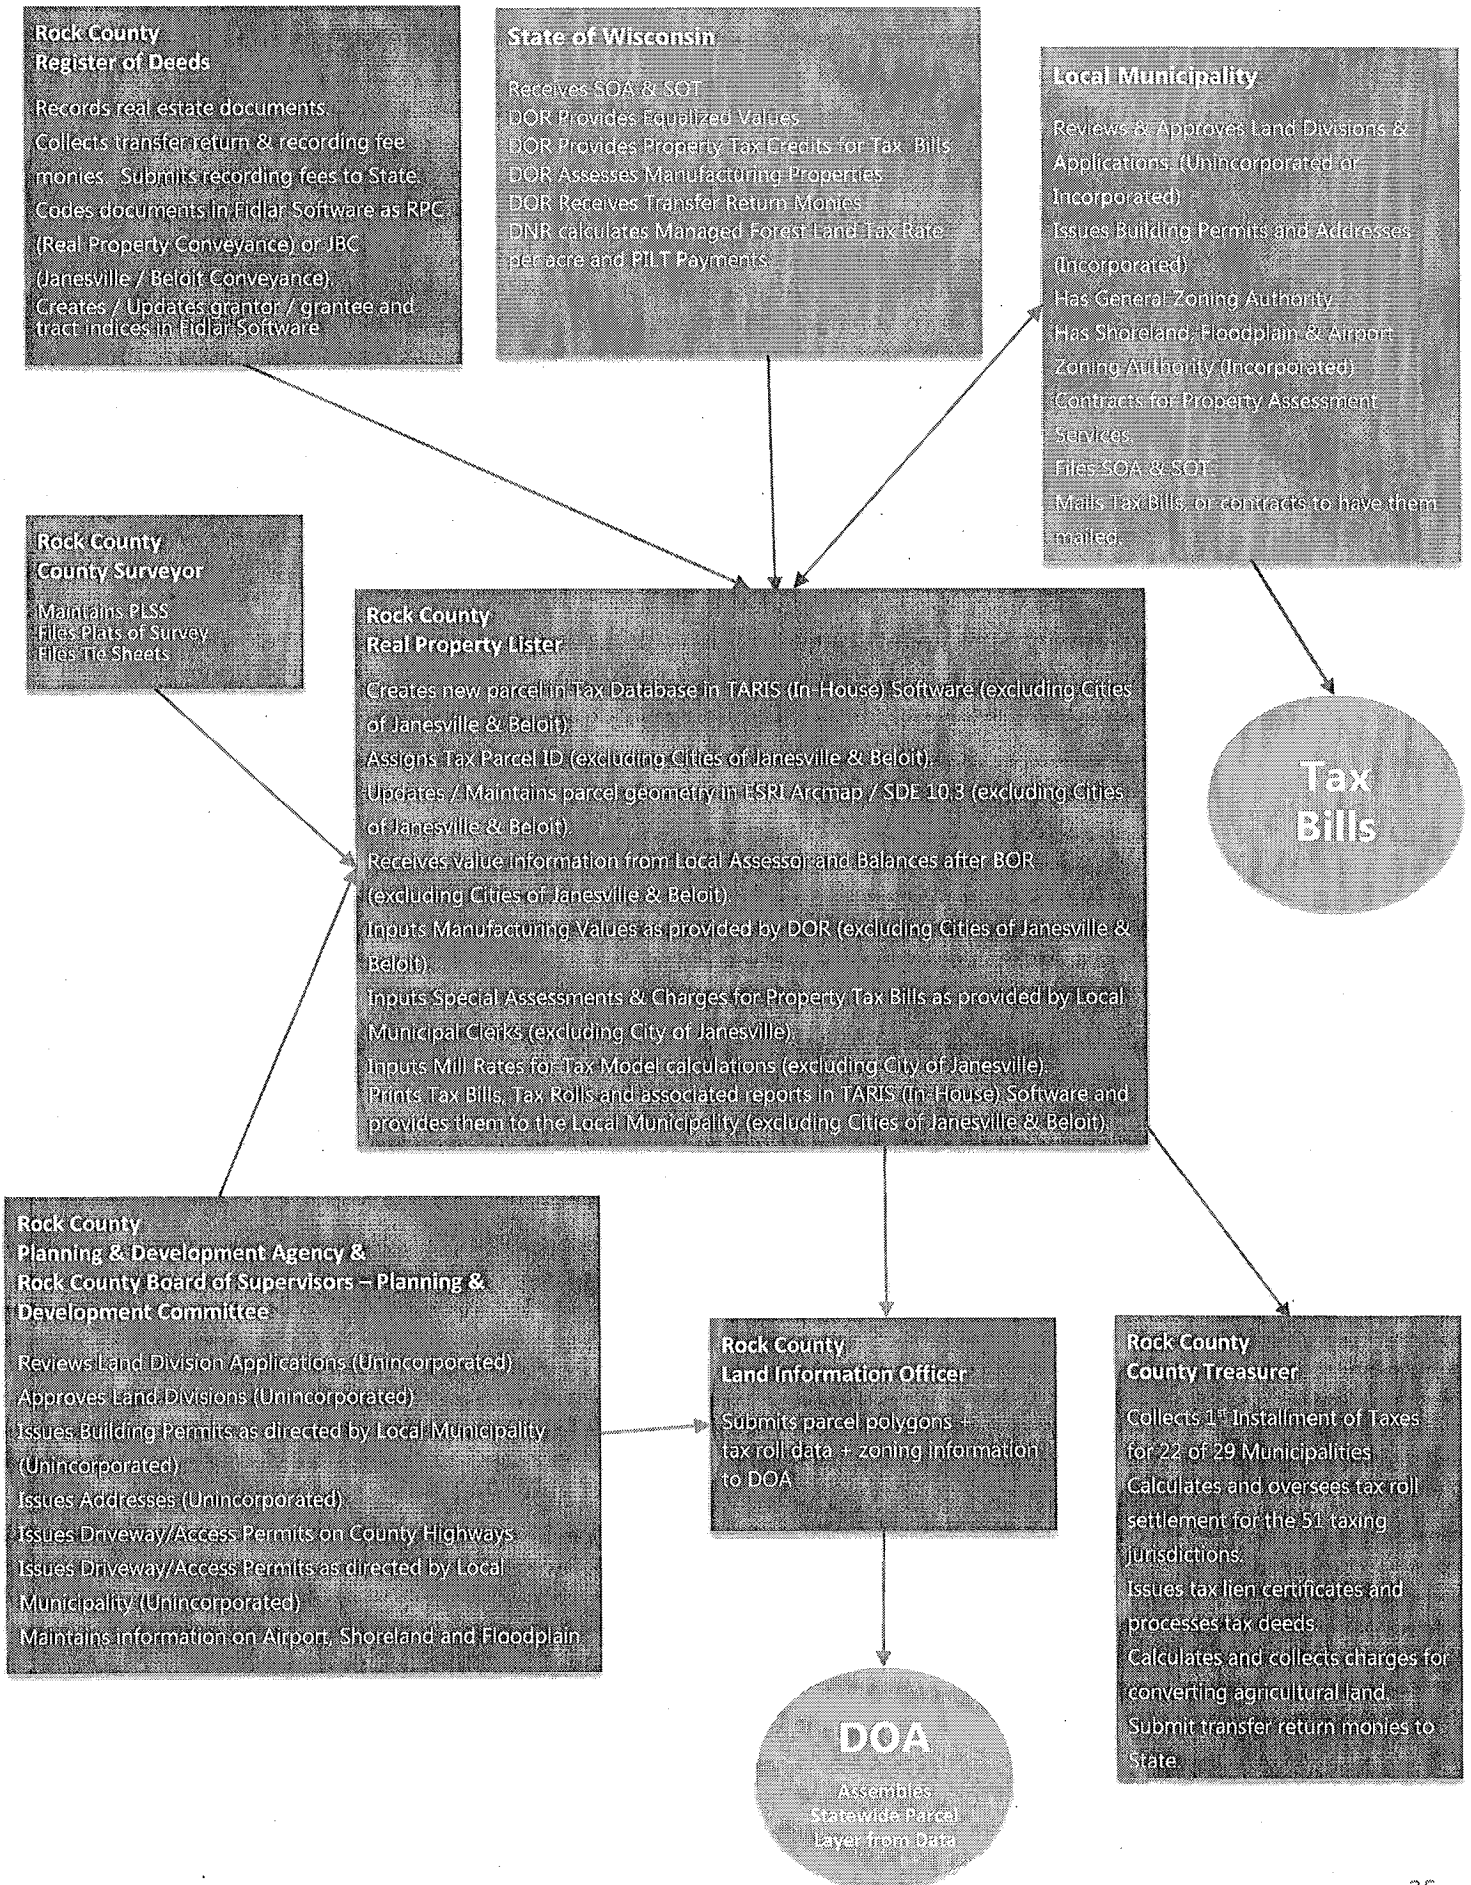 Rock County
Register of Deeds
Records real estate documents.
Collects transfer return & recording fee
monies. Submits recording fees to State.
Codes documents in Fidlar Software as RPC
(Real Property Conveyance) or JBC
(Janesville / Beloit Conveyance).
Creates / Updates grantor / grantee and
tract indices in Fidlar Software
State of Wisconsin
Receives SOA & SOT
DOR Provides Equalized Values
DOR Provides Property Tax Credits for Tax Bills
DOR Assesses Manufacturing Properties
DOR Receives Transfer Return Monies
DNR calculates Managed Forest Land Tax Rate
per acre and PILT Payments.
Local Municipality
Reviews & Approves Land Divisions &
Applications. (Unincorporated or
Incorporated)
Issues Building Permits and Addresses
(Incorporated)
Has General Zoning Authority
Has Shoreland, Floodplain & Airport
Zoning Authority (Incorporated)
Contracts for Property Assessment
Services.
Files SOA & SOT
Mails Tax Bills, or contracts to have them
mailed.
Rock County
County Surveyor
Maintains PLSS
Files Plats of Survey
Files Tie Sheets
Rock County
Real Property Lister
Creates new parcel in Tax Database in TARIS (In-House) Software (excluding Cities
of Janesville & Beloit).
Assigns Tax Parcel ID (excluding Cities of Janesville & Beloit).
Updates / Maintains parcel geometry in ESRI Arcmap / SDE 10.3 (excluding Cities
of Janesville & Beloit).
Receives value information from Local Assessor and Balances after BOR
(excluding Cities of Janesville & Beloit).
Inputs Manufacturing Values as provided by DOR (excluding Cities of Janesville &
Beloit).
Inputs Special Assessments & Charges for Property Tax Bills as provided by Local
Municipal Clerks (excluding City of Janesville).
Inputs Mill Rates for Tax Model calculations (excluding City of Janesville).
Prints Tax Bills, Tax Rolls and associated reports in TARIS (In-House) Software and
provides them to the Local Municipality (excluding Cities of Janesville & Beloit).
Tax
Bills
Rock County
Planning & Development Agency &
Rock County Board of Supervisors – Planning &
Development Committee
Reviews Land Division Applications (Unincorporated)
Approves Land Divisions (Unincorporated)
Issues Building Permits as directed by Local Municipality
(Unincorporated)
Issues Addresses (Unincorporated)
Issues Driveway/Access Permits on County Highways
Issues Driveway/Access Permits as directed by Local
Municipality (Unincorporated)
Maintains information on Airport, Shoreland and Floodplain
Rock County
Land Information Officer
Submits parcel polygons +
tax roll data + zoning information
to DOA
Rock County
County Treasurer
Collects 1st Installment of Taxes
for 22 of 29 Municipalities
Calculates and oversees tax roll
settlement for the 51 taxing
jurisdictions.
Issues tax lien certificates and
processes tax deeds.
Calculates and collects charges for
converting agricultural land.
Submit transfer return monies to
State.
DOA
Assembles
Statewide Parcel
Layer from Data